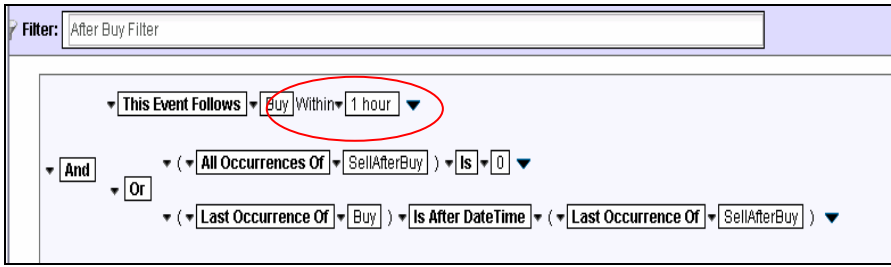 Filter: After Buy Filter
This Event Follows Buy Within 1 hour
And
( All Occurrences Of SellAfterBuy ) Is 0
Or
( Last Occurrence Of Buy ) Is After DateTime ( Last Occurrence Of SellAfterBuy )